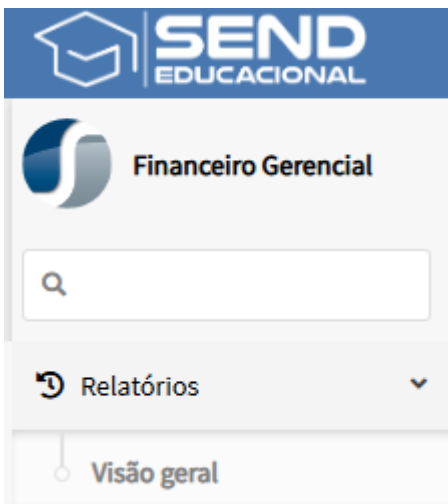 SEND
EDUCACIONAL
Financeiro Gerencial
Relatórios
Visão geral